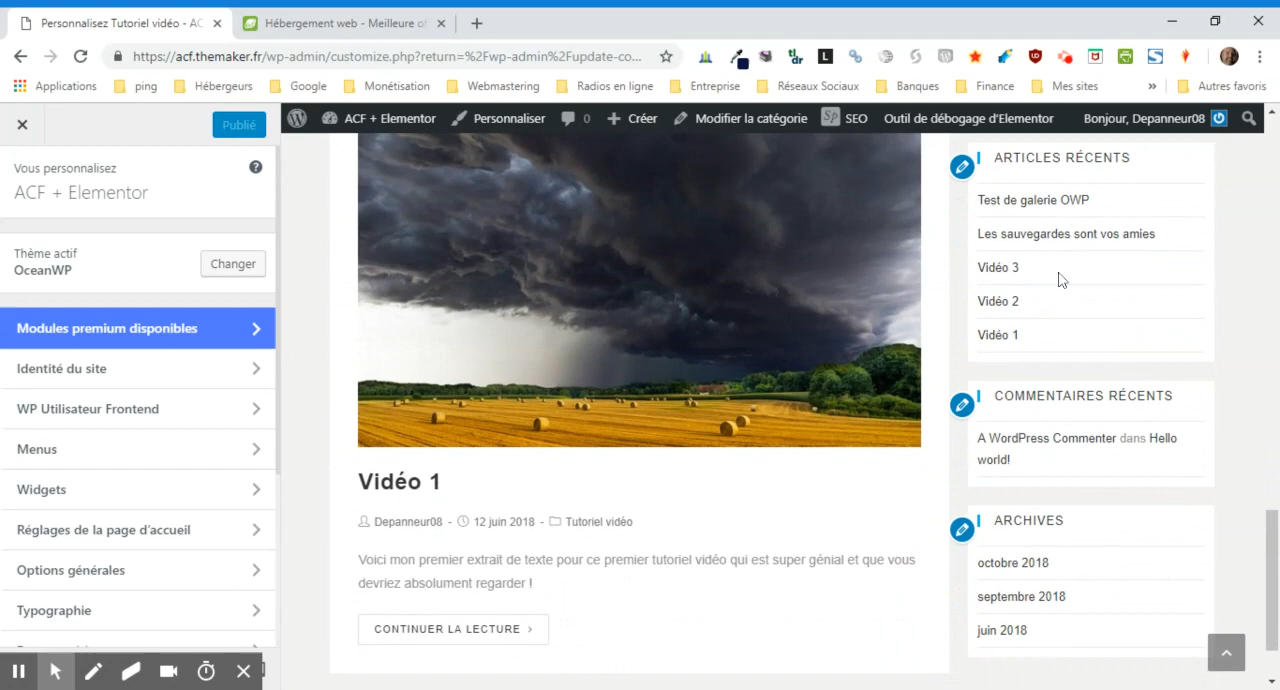 Personnalisez Tutoriel vidéo - AC
Hébergement web - Meilleure of
https://acf.themaker.fr/wp-admin/customize.php?return=%2Fwp-admin%2Fupdate-co...
Applications
ping
Hébergeurs
Google
Monétisation
Webmastering
Radios en ligne
Entreprise
Réseaux Sociaux
Banques
Finance
Mes sites
»
Autres favoris
Publié
ACF + Elementor
Personnaliser
0
Créer
Modifier la catégorie
SEO
Outil de débogage d'Elementor
Bonjour, Depanneur08
Vous personnalisez
ACF + Elementor
Thème actif
OceanWP
Changer
Modules premium disponibles
Identité du site
WP Utilisateur Frontend
Menus
Widgets
Réglages de la page d'accueil
Options générales
Typographie
Vidéo 1
Depanneur08 - 12 juin 2018 - Tutoriel vidéo
Voici mon premier extrait de texte pour ce premier tutoriel vidéo qui est super génial et que vous
devriez absolument regarder !
CONTINUER LA LECTURE >
ARTICLES RÉCENTS
Test de galerie OWP
Les sauvegardes sont vos amies
Vidéo 3
Vidéo 2
Vidéo 1
COMMENTAIRES RÉCENTS
A WordPress Commenter dans Hello
world!
ARCHIVES
octobre 2018
septembre 2018
juin 2018